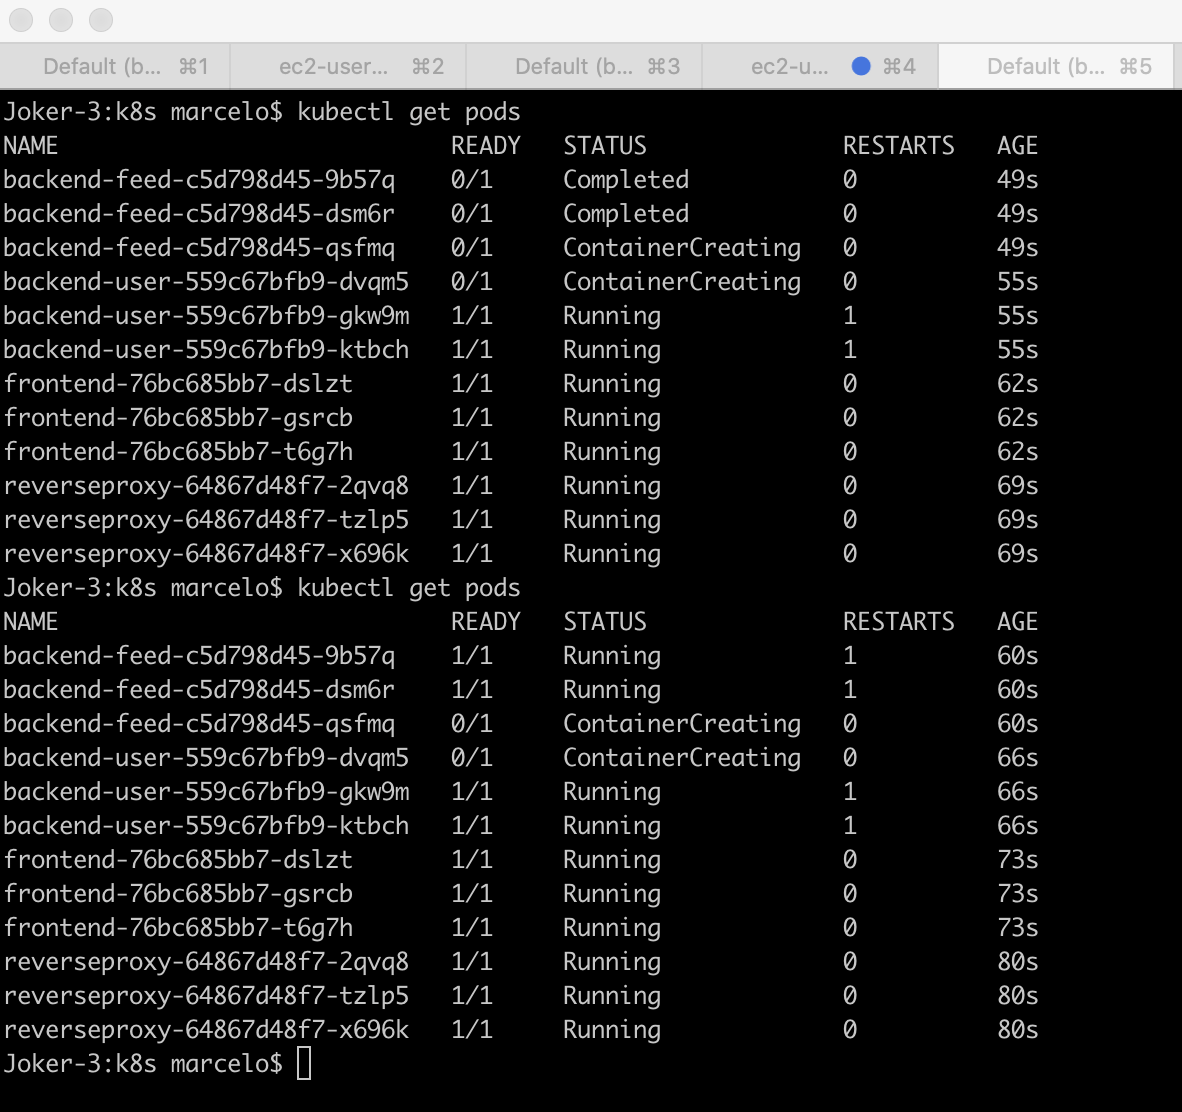 Default (b... ⌘1 ec2-user... ⌘2 Default (b... ⌘3 ec2-u... ⌘4 Default (b... ⌘5
Joker-3:k8s marcelo$ kubectl get pods
NAME READY STATUS RESTARTS AGE
backend-feed-c5d798d45-9b57q 0/1 Completed 0 49s
backend-feed-c5d798d45-dsm6r 0/1 Completed 0 49s
backend-feed-c5d798d45-qsfmq 0/1 ContainerCreating 0 49s
backend-user-559c67bfb9-dvqm5 0/1 ContainerCreating 0 55s
backend-user-559c67bfb9-gkw9m 1/1 Running 1 55s
backend-user-559c67bfb9-ktbch 1/1 Running 1 55s
frontend-76bc685bb7-dslzt 1/1 Running 0 62s
frontend-76bc685bb7-gsrcb 1/1 Running 0 62s
frontend-76bc685bb7-t6g7h 1/1 Running 0 62s
reverseproxy-64867d48f7-2qvq8 1/1 Running 0 69s
reverseproxy-64867d48f7-tzlp5 1/1 Running 0 69s
reverseproxy-64867d48f7-x696k 1/1 Running 0 69s
Joker-3:k8s marcelo$ kubectl get pods
NAME READY STATUS RESTARTS AGE
backend-feed-c5d798d45-9b57q 1/1 Running 1 60s
backend-feed-c5d798d45-dsm6r 1/1 Running 1 60s
backend-feed-c5d798d45-qsfmq 0/1 ContainerCreating 0 60s
backend-user-559c67bfb9-dvqm5 0/1 ContainerCreating 0 66s
backend-user-559c67bfb9-gkw9m 1/1 Running 1 66s
backend-user-559c67bfb9-ktbch 1/1 Running 1 66s
frontend-76bc685bb7-dslzt 1/1 Running 0 73s
frontend-76bc685bb7-gsrcb 1/1 Running 0 73s
frontend-76bc685bb7-t6g7h 1/1 Running 0 73s
reverseproxy-64867d48f7-2qvq8 1/1 Running 0 80s
reverseproxy-64867d48f7-tzlp5 1/1 Running 0 80s
reverseproxy-64867d48f7-x696k 1/1 Running 0 80s
Joker-3:k8s marcelo$